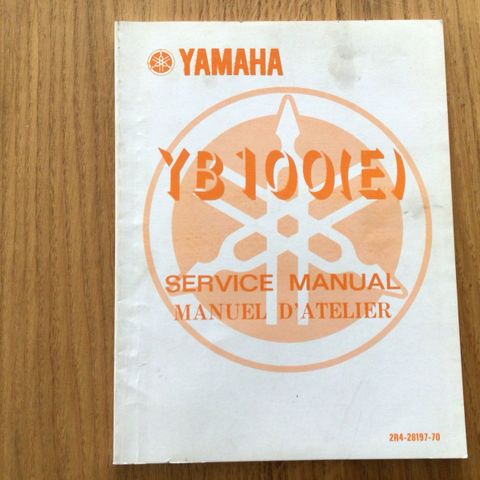 YAMAHA
YB100(E)
SERVICE MANUAL
MANUEL D'ATELIER
2R4-28197-70